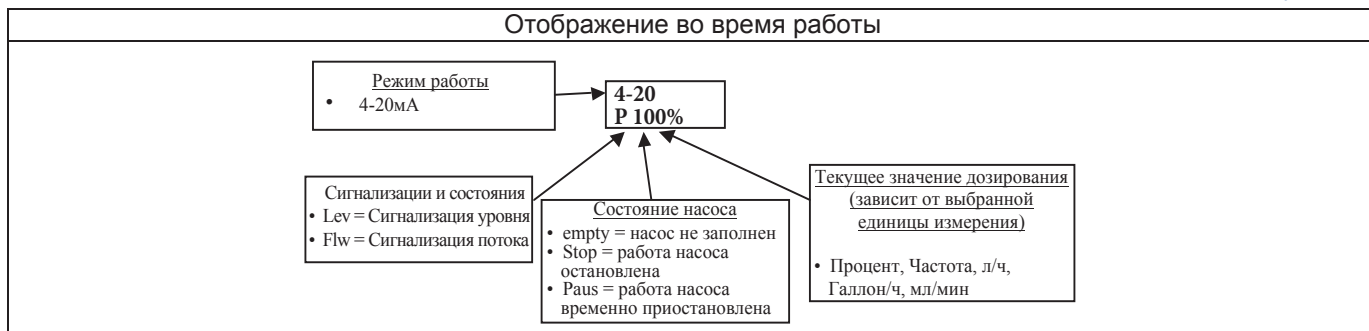 Отображение во время работы
Режим работы
• 4-20мА
4-20
P 100%
Сигнализации и состояния
• Lev = Сигнализация уровня
• Flw = Сигнализация потока
Состояние насоса
• empty = насос не заполнен
• Stop = работа насоса
остановлена
• Paus = работа насоса
временно приостановлена
Текущее значение дозирования
(зависит от выбранной
единицы измерения)
• Процент, Частота, л/ч,
Галлон/ч, мл/мин